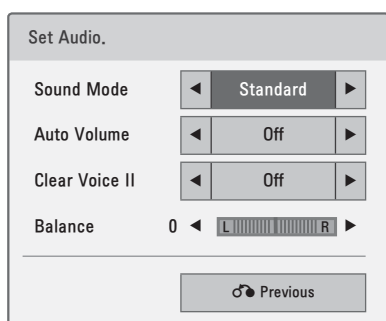 Set Audio.
Sound Mode ◀ Standard ▶
Auto Volume ◀ Off ▶
Clear Voice II ◀ Off ▶
Balance 0 ◀ L R ▶
Previous